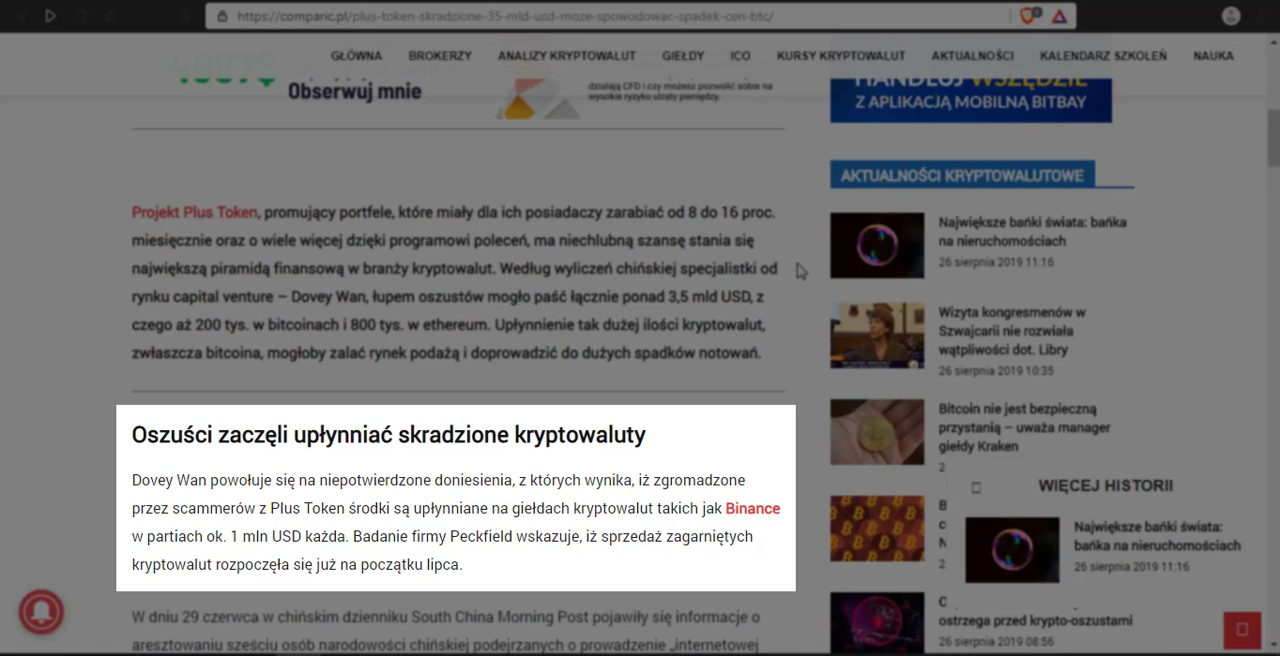 https://comparic.pl/plus-token-skradzione-35-mld-usd-moze-spowodowac-spadek-cen-btc/
GŁÓWNA BROKERZY ANALIZY KRYPTOWALUT GIEŁDY ICO KURSY KRYPTOWALUT AKTUALNOŚCI KALENDARZ SZKOLEŃ NAUKA
Obserwuj mnie
działają CFD i czy możesz pozwolić sobie na
wysokie ryzyko utraty pieniędzy.
HANDLUJ WSZĘDZIE
Z APLIKACJĄ MOBILNĄ BITBAY
Projekt Plus Token, promujący portfele, które miały dla ich posiadaczy zarabiać od 8 do 16 proc.
miesięcznie oraz o wiele więcej dzięki programowi poleceń, ma niechlubną szansę stania się
największą piramidą finansową w branży kryptowalut. Według wyliczeń chińskiej specjalistki od
rynku capital venture – Dovey Wan, łupem oszustów mogło paść łącznie ponad 3,5 mld USD, z
czego aż 200 tys. w bitcoinach i 800 tys. w ethereum. Upłynnienie tak dużej ilości kryptowalut,
zwłaszcza bitcoina, mogłoby zalać rynek podażą i doprowadzić do dużych spadków notowań.
Oszuści zaczęli upłynniać skradzione kryptowaluty
Dovey Wan powołuje się na niepotwierdzone doniesienia, z których wynika, iż zgromadzone
przez scammerów z Plus Token środki są upłynniane na giełdach kryptowalut takich jak Binance
w partiach ok. 1 mln USD każda. Badanie firmy Peckfield wskazuje, iż sprzedaż zagarniętych
kryptowalut rozpoczęła się już na początku lipca.
W dniu 29 czerwca w chińskim dzienniku South China Morning Post pojawiły się informacje o
aresztowaniu sześciu osób narodowości chińskiej podejrzanych o prowadzenie „internetowej
AKTUALNOŚCI KRYPTOWALUTOWE
Największe bańki świata: bańka
na nieruchomościach
26 sierpnia 2019 11:16
Wizyta kongresmenów w
Szwajcarii nie rozwiała
wątpliwości dot. Libry
26 sierpnia 2019 10:35
Bitcoin nie jest bezpieczną
przystanią – uważa manager
giełdy Kraken
2
B
c
N
2
ostrzega przed krypto-oszustami
26 sierpnia 2019 08:56
WIĘCEJ HISTORII
Największe bańki świata:
bańka na nieruchomościach
26 sierpnia 2019 11:16